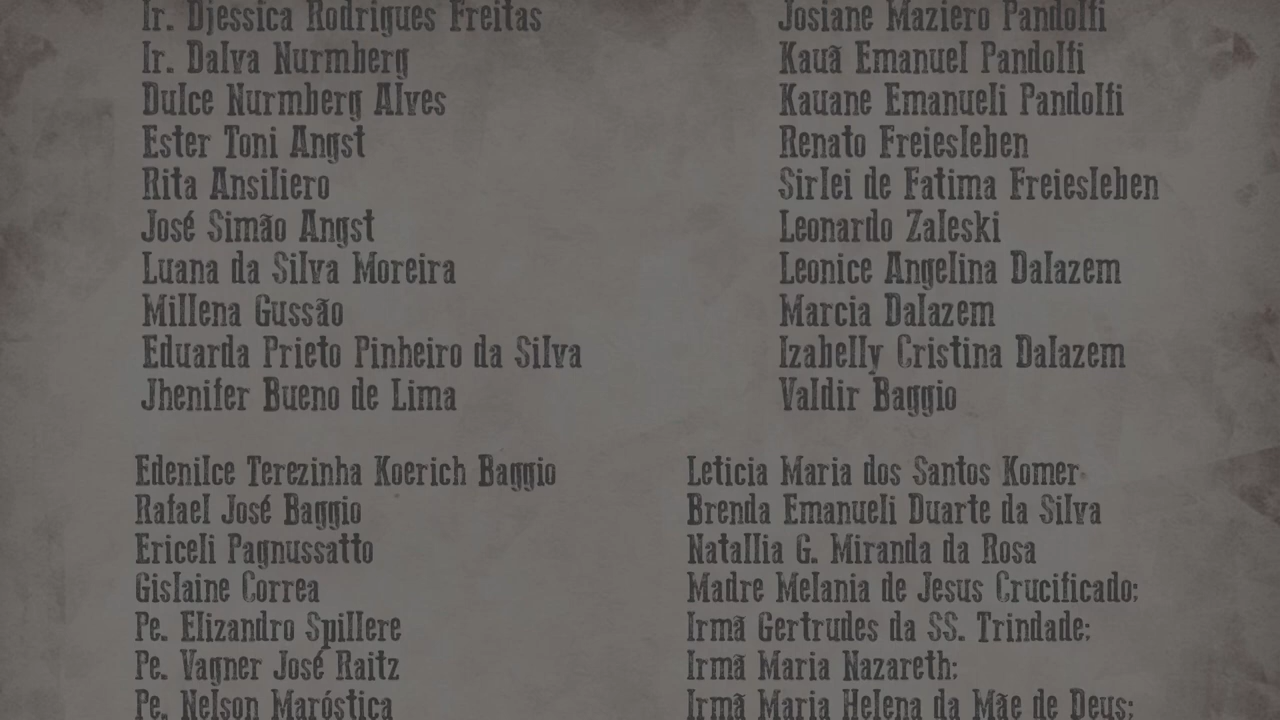 Ir. Djessica Rodrigues Freitas
Ir. Dalva Nurmberg
Dulce Nurmberg Alves
Ester Toni Angst
Rita Ansiliero
José Simão Angst
Luana da Silva Moreira
Millena Gussão
Eduarda Prieto Pinheiro da Silva
Jhenifer Bueno de Lima
Josiane Maziero Pandolfi
Kauã Emanuel Pandolfi
Kauane Emanueli Pandolfi
Renato Freiesleben
Sirlei de Fatima Freiesleben
Leonardo Zaleski
Leonice Angelina Dalazem
Marcia Dalazem
Izabelly Cristina Dalazem
Valdir Baggio
Edenilce Terezinha Koerich Baggio
Rafael José Baggio
Ericeli Pagnussatto
Gislaine Correa
Pe. Elizandro Spillere
Pe. Vagner José Raitz
Pe. Nelson Maróstica
Leticia Maria dos Santos Komer
Brenda Emanueli Duarte da Silva
Natallia G. Miranda da Rosa
Madre Melania de Jesus Crucificado;
Irmã Gertrudes da SS. Trindade;
Irmã Maria Nazareth;
Irmã Maria Helena da Mãe de Deus;